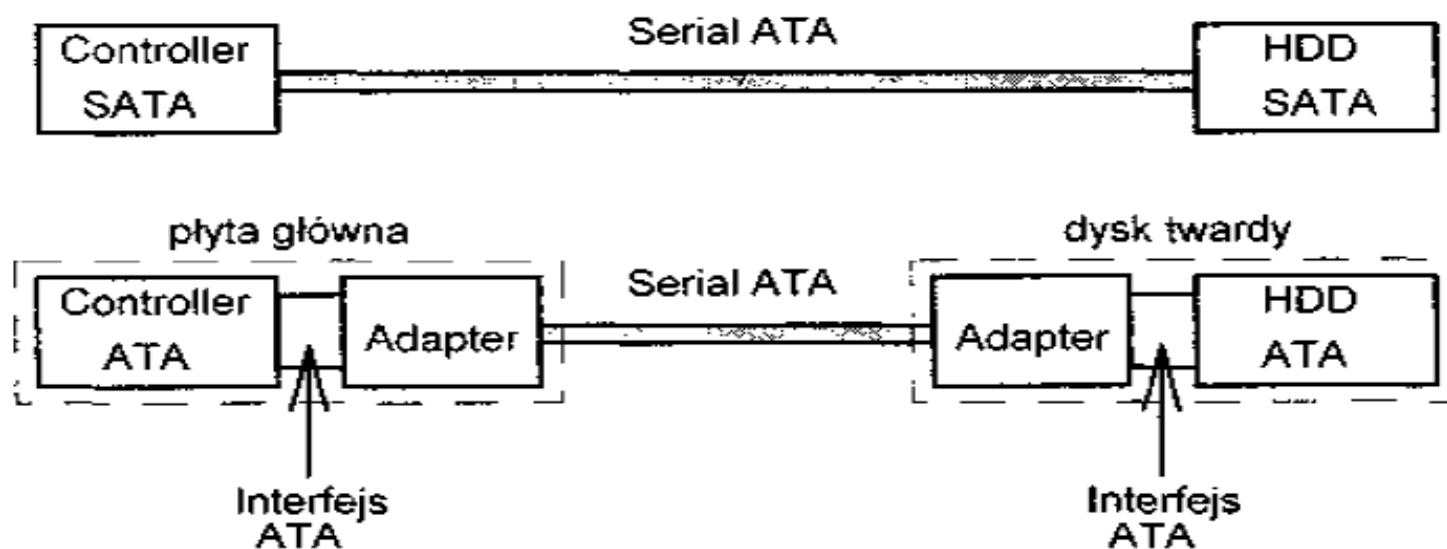 Controller
SATA
Serial ATA
HDD
SATA
płyta główna
dysk twardy
Controller
ATA
Adapter
Serial ATA
Adapter
HDD
ATA
Interfejs
ATA
Interfejs
ATA